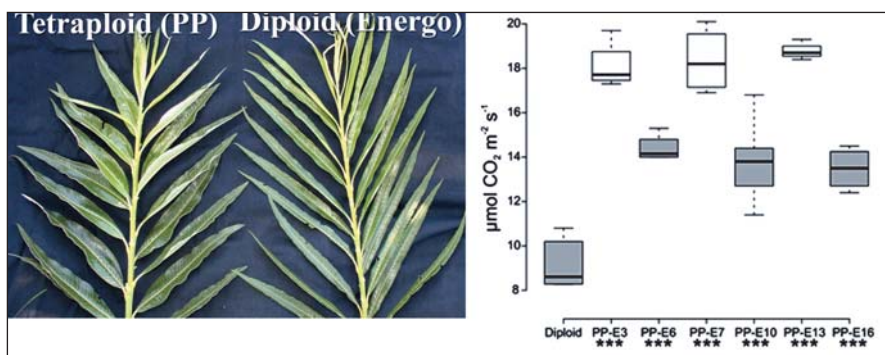 Tetraploid (PP) Diploid (Energo)
µmol CO₂ m⁻² s⁻¹
20
18
16
14
12
10
8
Diploid PP-E3 PP-E6 PP-E7 PP-E10 PP-E13 PP-E16
*** *** *** *** *** ***